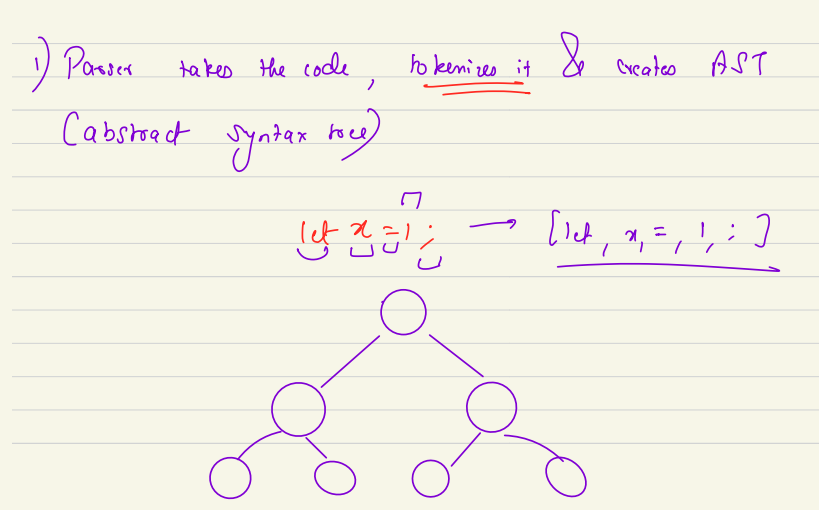 1) Parser takes the code, tokenizes it & creates AST
(abstract syntax tree)
let x = 1; → [let, x, =, 1, ;]